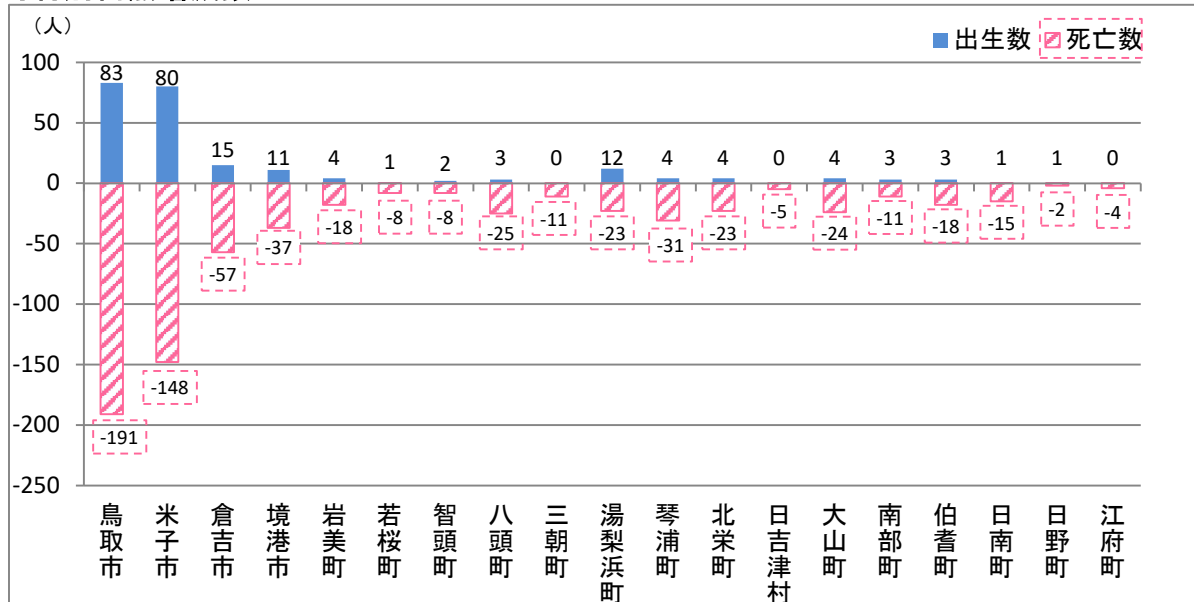 （人）
出生数 死亡数
100
50
0
-50
-100
-150
-200
-250
83 80 15 11 4 1 2 3 0 12 4 4 0 4 3 3 1 1 0
-191 -148 -57 -37 -18 -8 -8 -25 -11 -23 -31 -23 -5 -24 -11 -18 -15 -2 -4
鳥取市
米子市
倉吉市
境港市
岩美町
若桜町
智頭町
八頭町
三朝町
湯梨浜町
琴浦町
北栄町
日吉津村
大山町
南部町
伯耆町
日南町
日野町
江府町